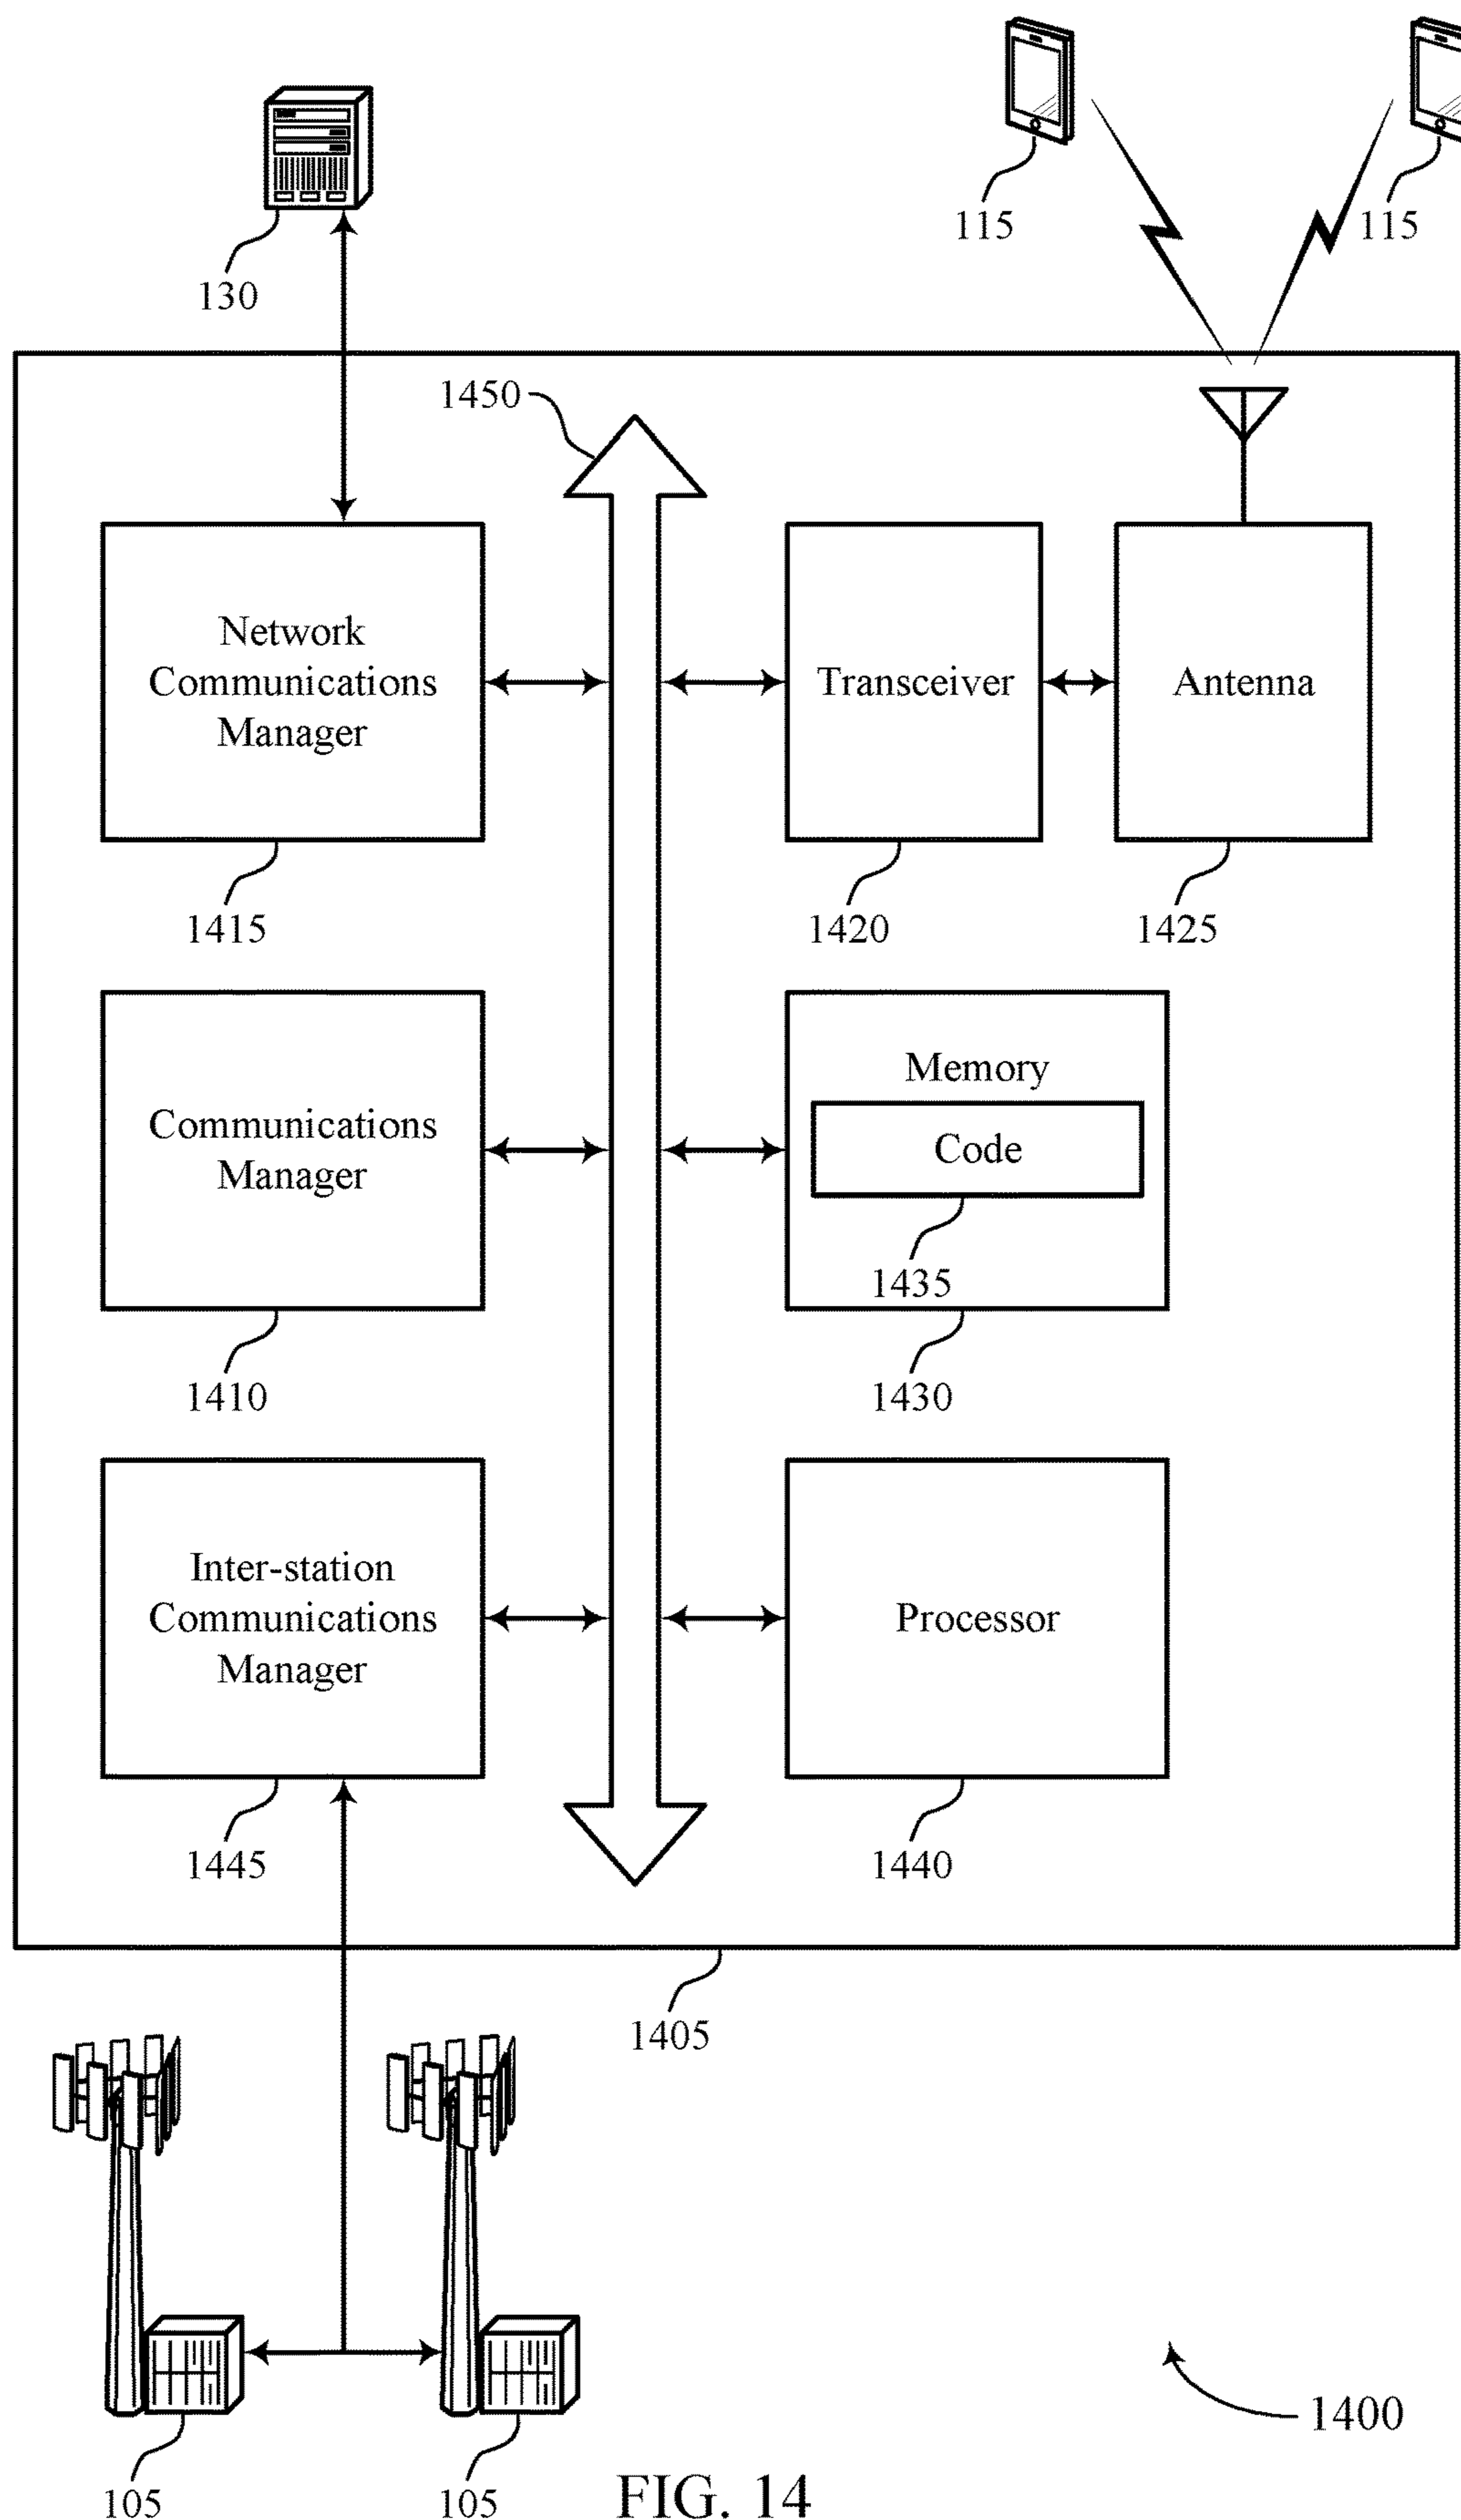 115
115
130
1450
Network
Communications
Manager
Transceiver
Antenna
1415
1420
1425
Communications
Manager
Memory
Code
1435
1410
1430
Inter-station
Communications
Manager
Processor
1445
1440
1405
1400
105
105
FIG. 14